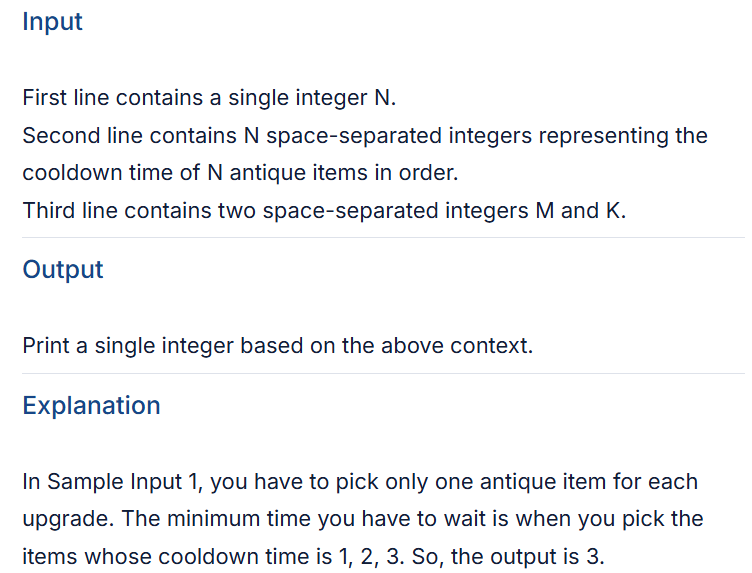 Input
First line contains a single integer N.
Second line contains N space-separated integers representing the
cooldown time of N antique items in order.
Third line contains two space-separated integers M and K.
Output
Print a single integer based on the above context.
Explanation
In Sample Input 1, you have to pick only one antique item for each
upgrade. The minimum time you have to wait is when you pick the
items whose cooldown time is 1, 2, 3. So, the output is 3.